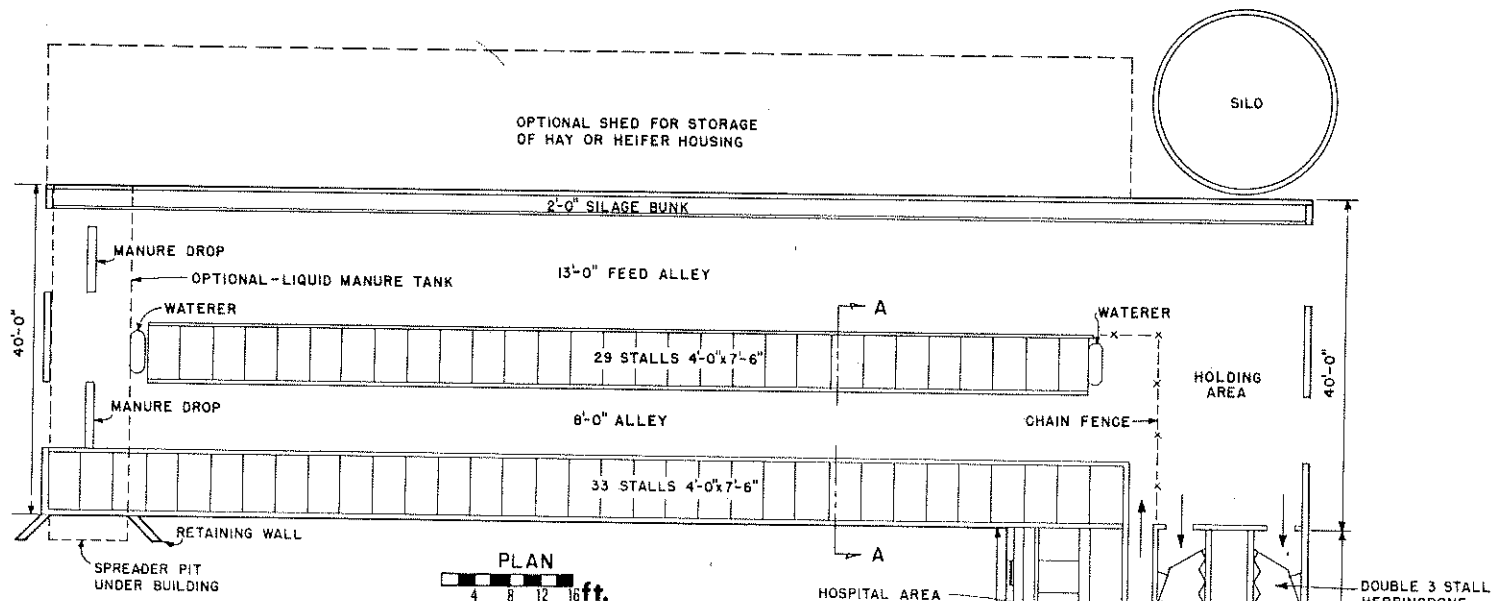 SILO
OPTIONAL SHED FOR STORAGE
OF HAY OR HEIFER HOUSING
2'-0" SILAGE BUNK
MANURE DROP
OPTIONAL-LIQUID MANURE TANK
13'-0" FEED ALLEY
WATERER
A
WATERER
40'-0"
29 STALLS 4'-0"x7'-6"
HOLDING
AREA
40'-0"
MANURE DROP
8'-0" ALLEY
CHAIN FENCE
33 STALLS 4'-0"x7'-6"
RETAINING WALL
SPREADER PIT
UNDER BUILDING
PLAN
4 8 12 16 ft.
A
HOSPITAL AREA
DOUBLE 3 STALL
HERRINGBONE